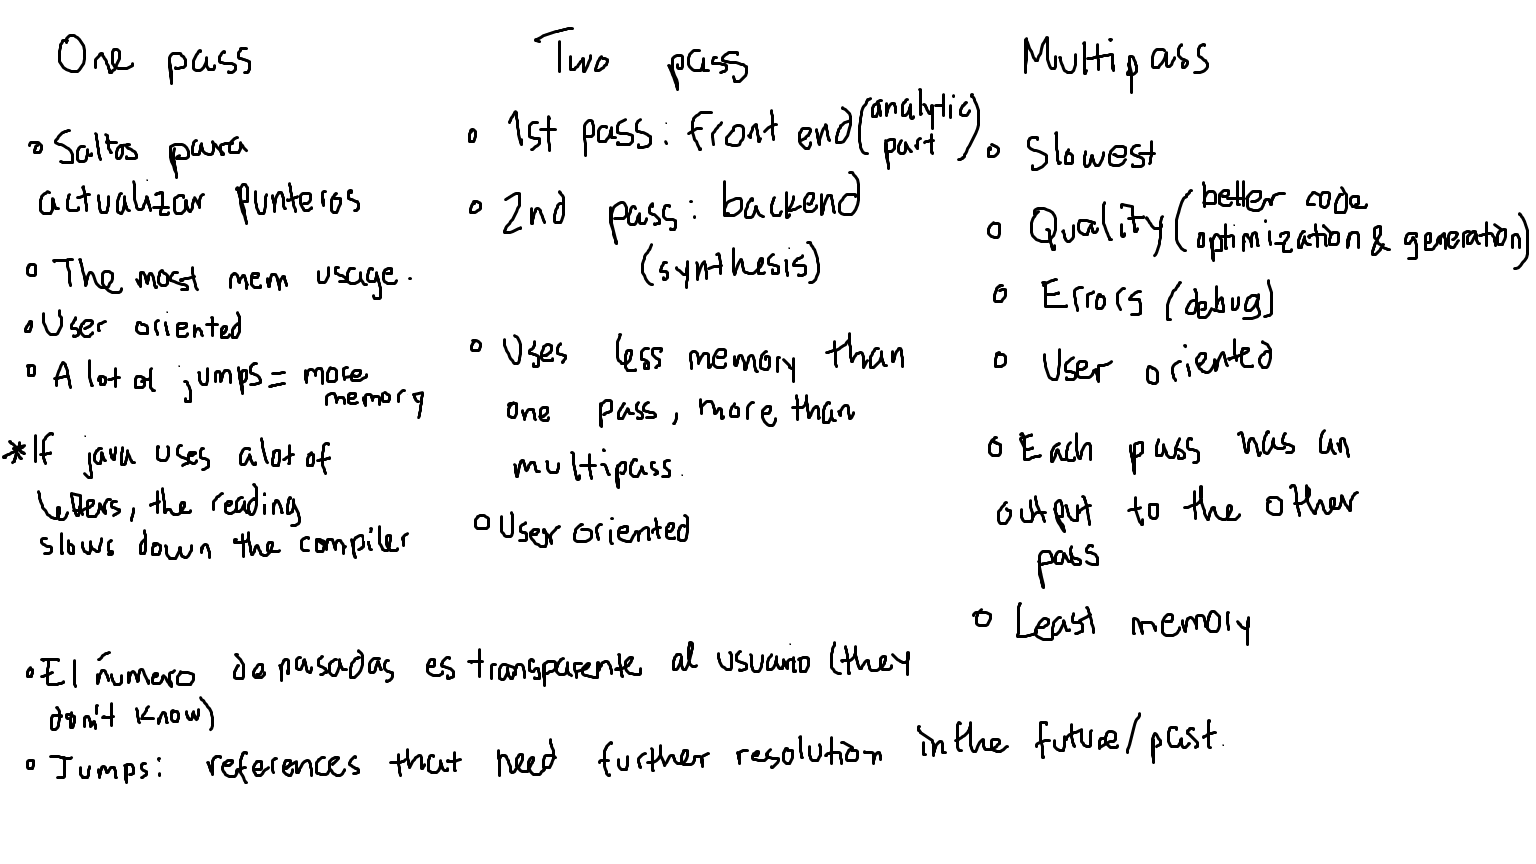 One pass
◦ Saltos para
actualizar punteros
◦ The most mem usage.
◦ User oriented
◦ A lot of jumps = more
memory
*If java uses a lot of
letters, the reading
slows down the compiler
Two pass
◦ 1st pass: front end (analytic
part)
◦ 2nd pass: backend
(synthesis)
◦ Uses less memory than
one pass, more than
multipass.
◦ User oriented
Multipass
◦ Slowest
◦ Quality (better code
optimization & generation)
◦ Errors (debug)
◦ User oriented
◦ Each pass has an
output to the other
pass
◦ Least memory
◦ El número de pasadas es transparente al usuario (they
don't know)
◦ Jumps: references that need further resolution in the future/past.